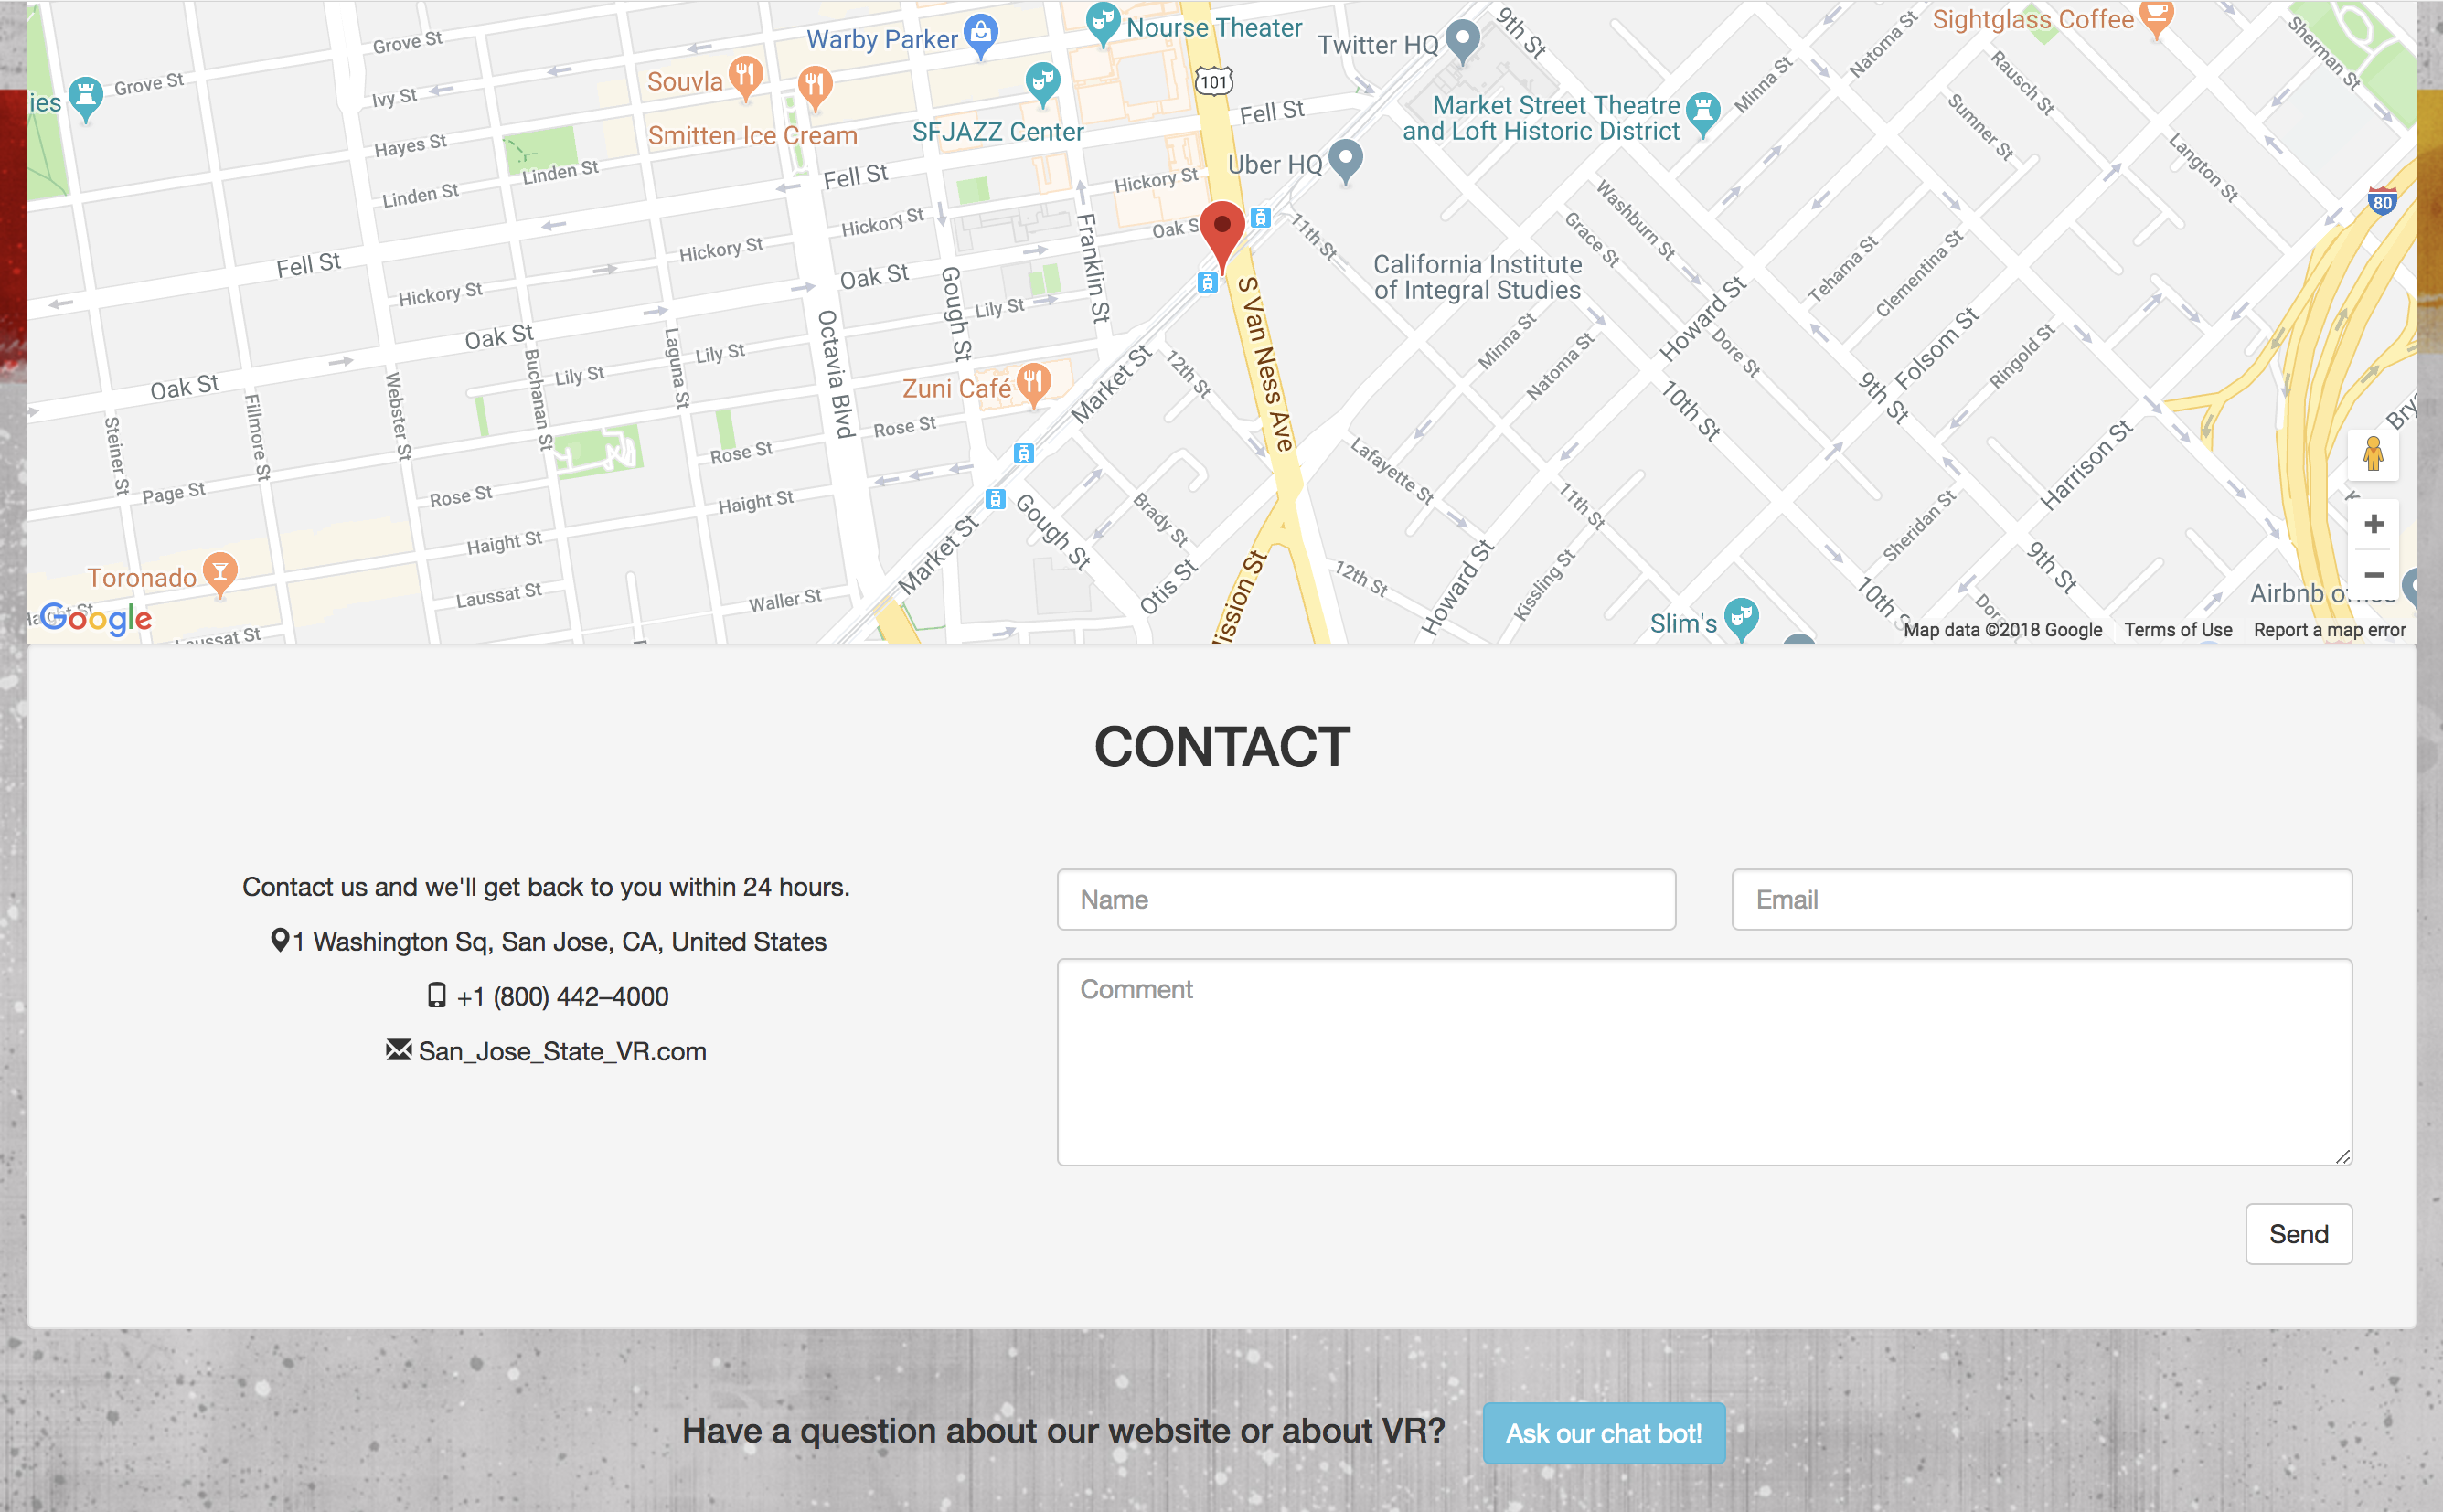 Grove St
Warby Parker
Nourse Theater
Twitter HQ
9th St
Natoma St
Sightglass Coffee
Sherman St
ies
Grove St
Souvla
101
Minna St
Rausch St
Ivy St
Fell St
Market Street Theatre
and Loft Historic District
Sumner St
Smitten Ice Cream
SFJAZZ Center
Hayes St
Langton St
Linden St
Linden St
Fell St
Hickory St
Uber HQ
80
Hickory St
Oak S
Franklin St
11th St
Washburn St
Grace St
Hickory St
Fell St
Hickory St
Oak St
Gough St
Lily St
California Institute
of Integral Studies
Tehama St
Clementina St
Howard St
S Van Ness Ave
Octavia Blvd
Oak St
Laguna St
Lily St
Buchanan St
Lily St
Minna St
Natoma St
Dore St
Folsom St
Ringold St
Oak St
Webster St
Zuni Café
Market St
12th St
10th St
9th St
Bry
Steiner St
Fillmore St
Rose St
Rose St
Lafayette St
Harrison St
Page St
Rose St
Haight St
Gough St
Brady St
11th St
Sheridan St
Haight St
Market St
Otis St
ission St
12th St
Howard St
Kissling St
10th S
9th St
Dore
Airbnb o
Toronado
Laussat St
Waller St
Slim's
Google
Laussat St
Map data ©2018 Google
Terms of Use
Report a map error
CONTACT
Contact us and we'll get back to you within 24 hours.
1 Washington Sq, San Jose, CA, United States
+1 (800) 442–4000
San_Jose_State_VR.com
Name
Email
Comment
Send
Have a question about our website or about VR?
Ask our chat bot!